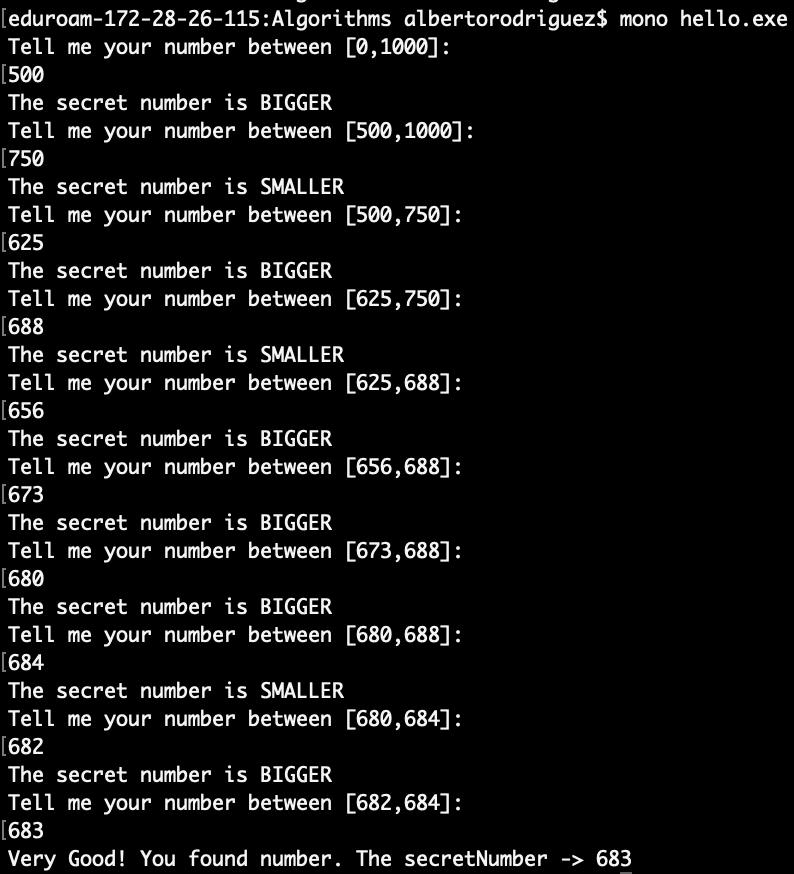 [eduroam-172-28-26-115:Algorithms albertorodriguez$ mono hello.exe
Tell me your number between [0,1000]:
[500
The secret number is BIGGER
Tell me your number between [500,1000]:
[750
The secret number is SMALLER
Tell me your number between [500,750]:
[625
The secret number is BIGGER
Tell me your number between [625,750]:
[688
The secret number is SMALLER
Tell me your number between [625,688]:
[656
The secret number is BIGGER
Tell me your number between [656,688]:
[673
The secret number is BIGGER
Tell me your number between [673,688]:
[680
The secret number is BIGGER
Tell me your number between [680,688]:
[684
The secret number is SMALLER
Tell me your number between [680,684]:
[682
The secret number is BIGGER
Tell me your number between [682,684]:
[683
Very Good! You found number. The secretNumber -> 683